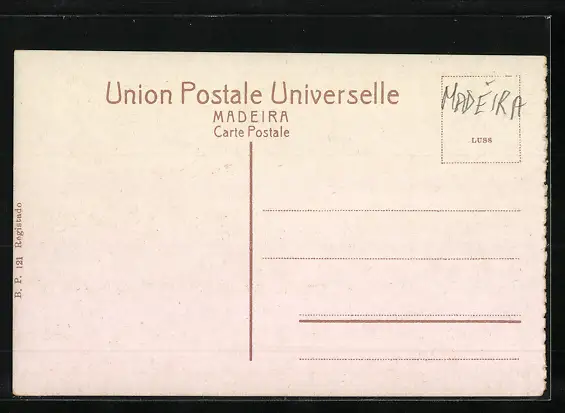 Union Postale Universelle
MADEIRA
Carte Postale
MADEIRA
LUSS
B. P. 121 Registado